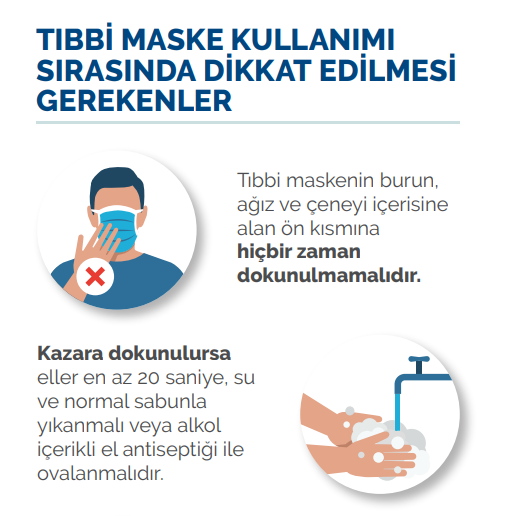 TIBBİ MASKE KULLANIMI
SIRASINDA DİKKAT EDİLMESİ
GEREKENLER
Tıbbi maskenin burun,
ağız ve çeneyi içerisine
alan ön kısmına
hiçbir zaman
dokunulmamalıdır.
Kazara dokunulursa
eller en az 20 saniye, su
ve normal sabunla
yıkanmalı veya alkol
içerikli el antiseptiği ile
ovalanmalıdır.